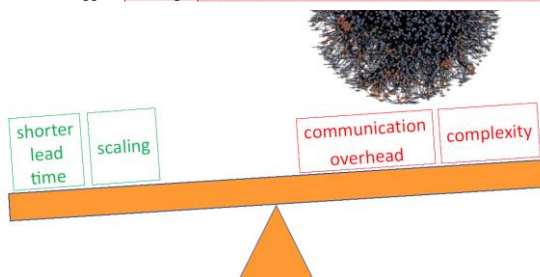 shorter
lead
time
scaling
communication
overhead
complexity